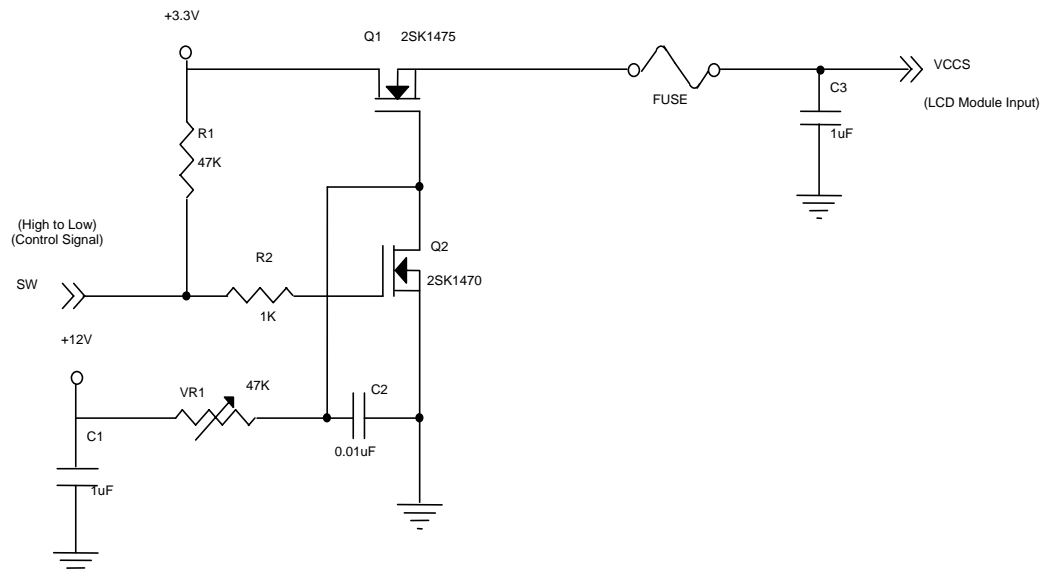 +3.3V
Q1 2SK1475
VCCS
FUSE
C3
(LCD Module Input)
1uF
R1
47K
(High to Low)
(Control Signal)
Q2
R2
SW
2SK1470
1K
+12V
VR1
47K
C2
C1
0.01uF
1uF